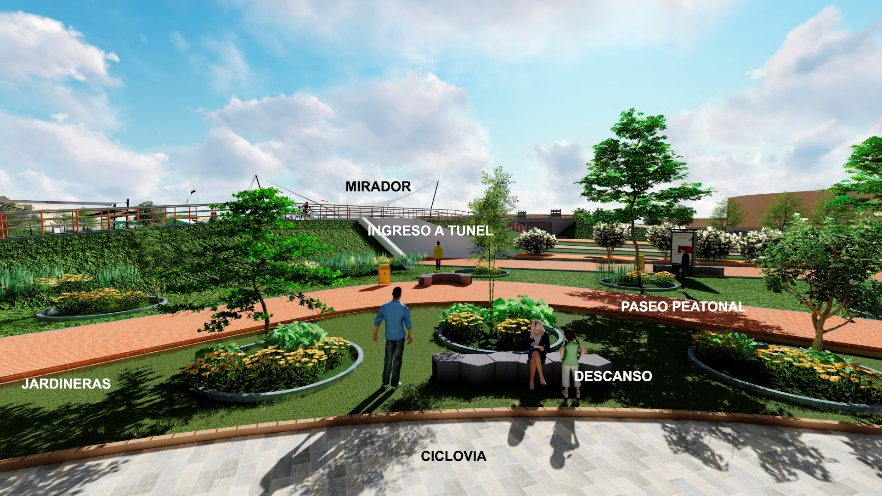 MIRADOR
INGRESO A TUNEL
PASEO PEATONAL
DESCANSO
JARDINERAS
CICLOVIA